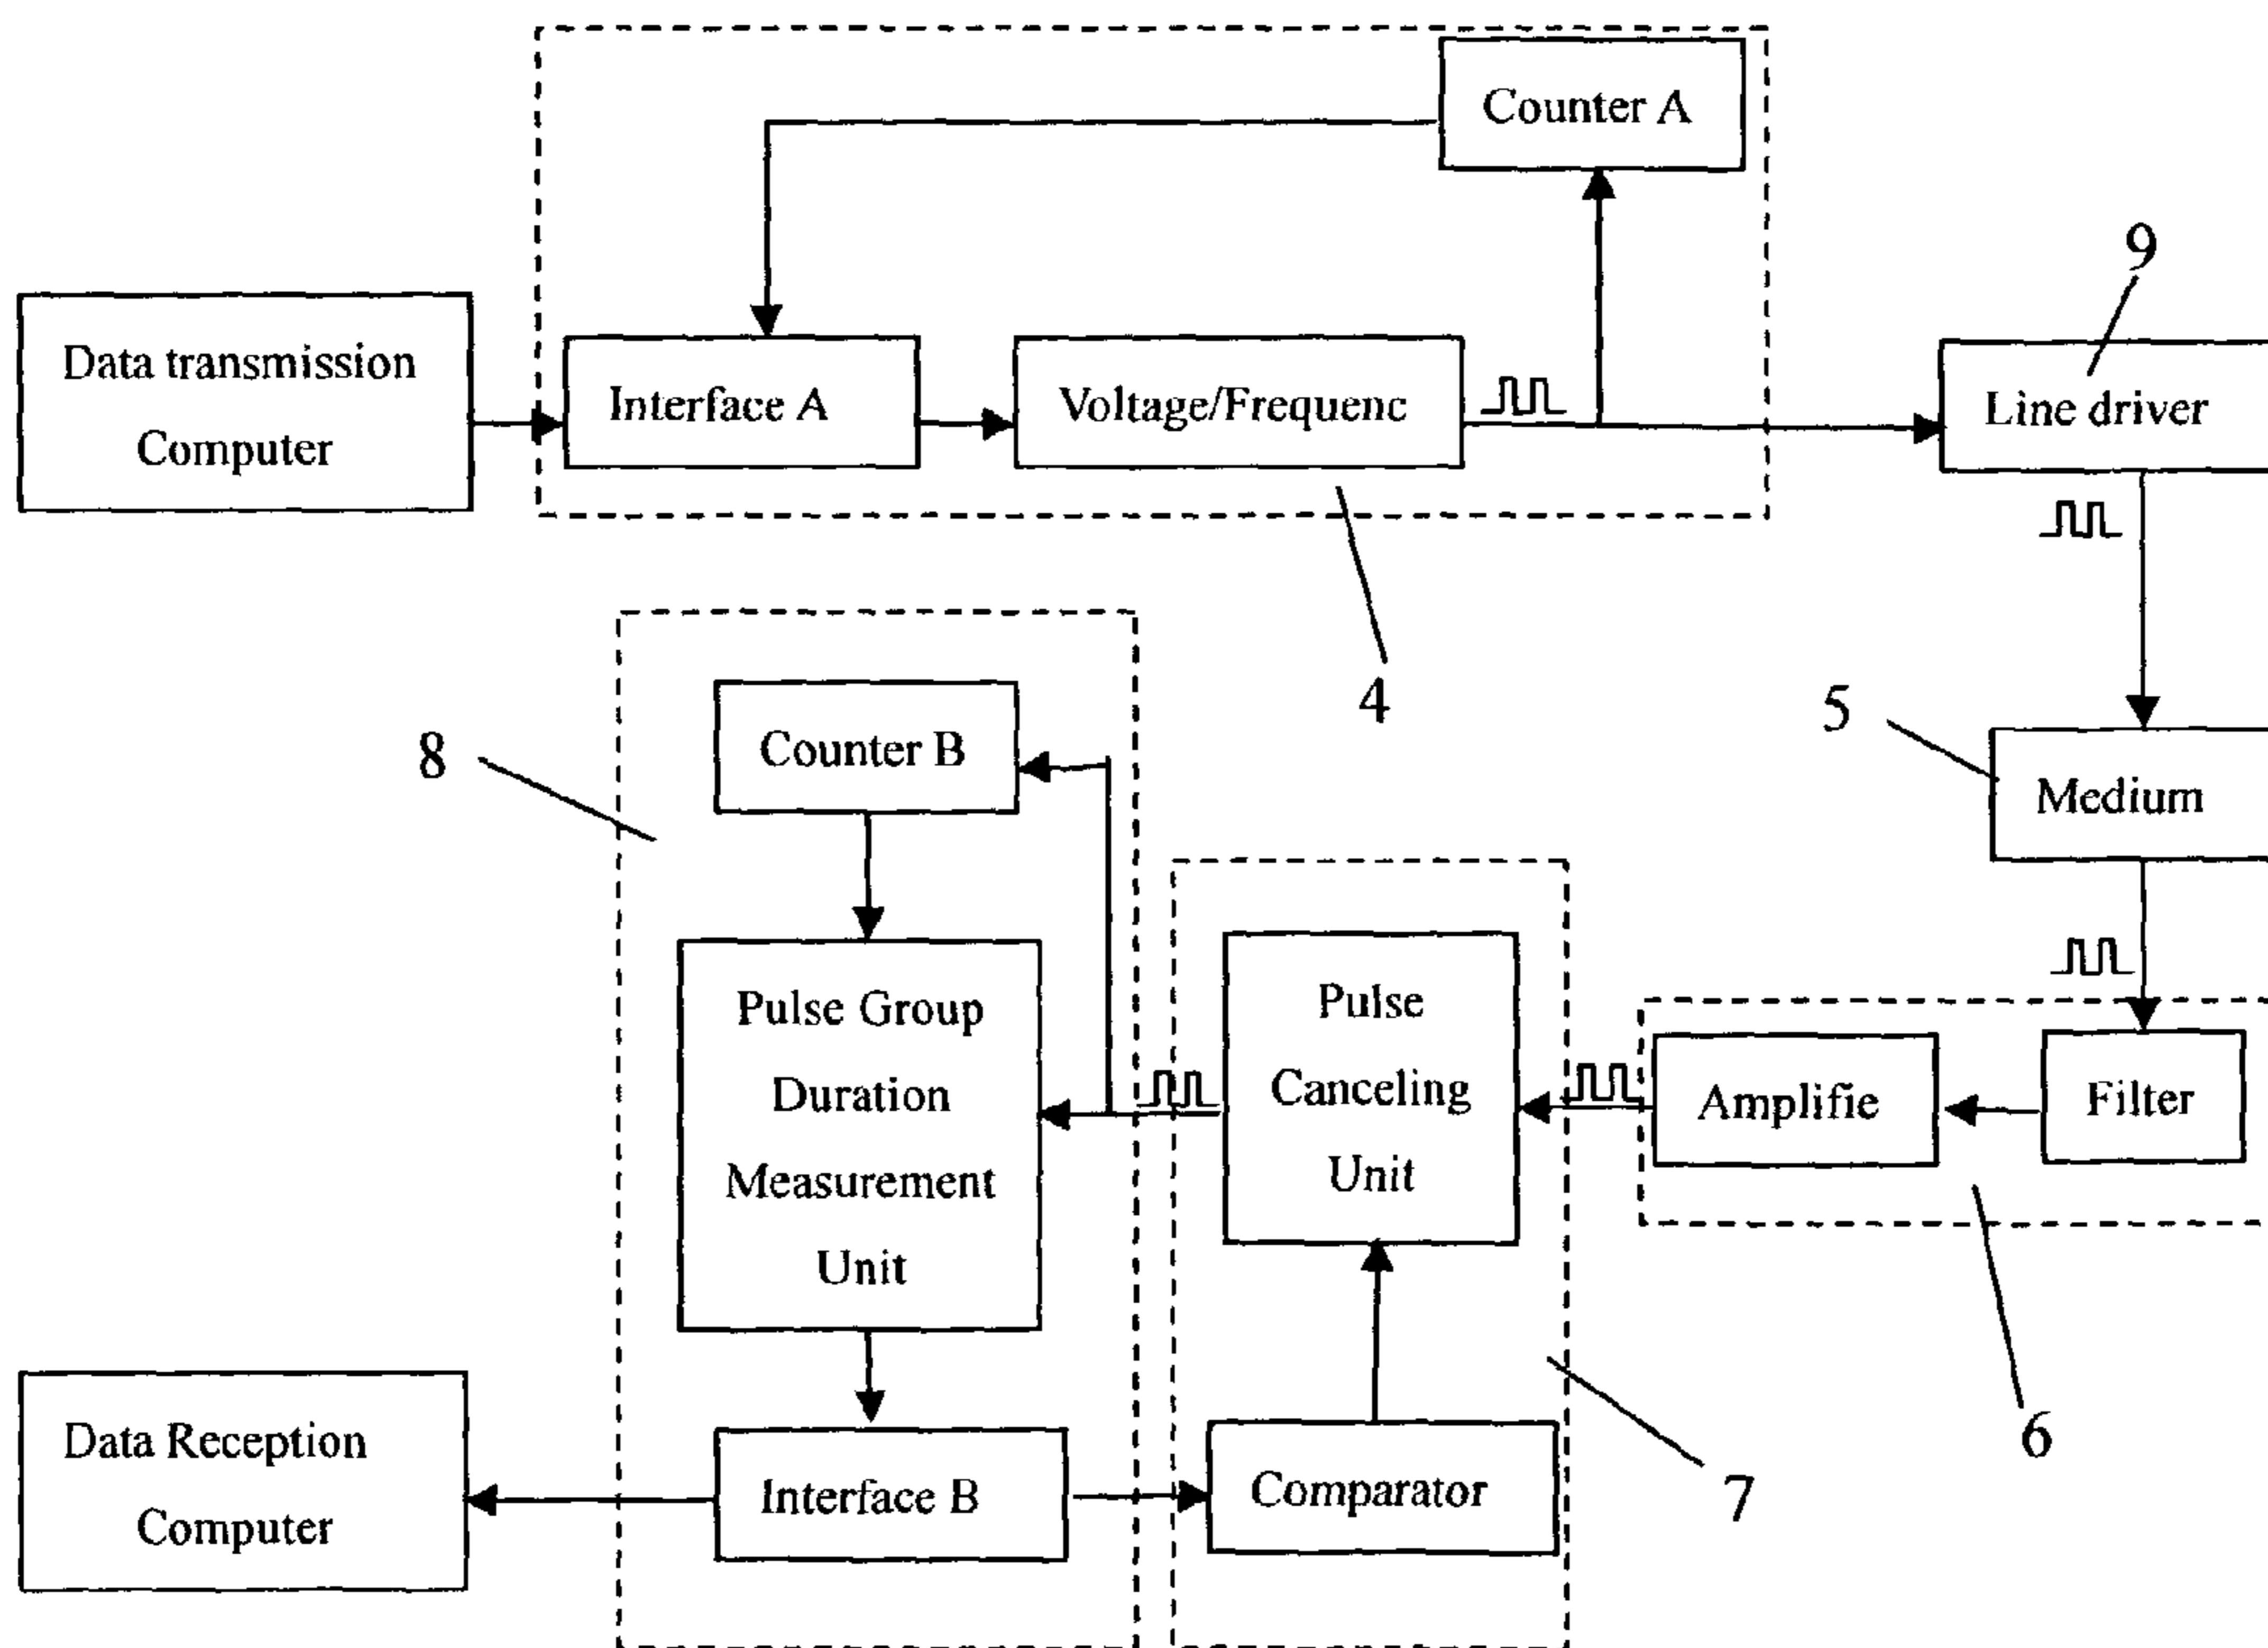 Counter A
9
Data transmission
Computer
Interface A
Voltage/Frequenc
Line driver
4
5
8
Counter B
Medium
Pulse Group
Duration
Measurement
Unit
Pulse
Canceling
Unit
Amplifie
Filter
6
7
Data Reception
Computer
Interface B
Comparator